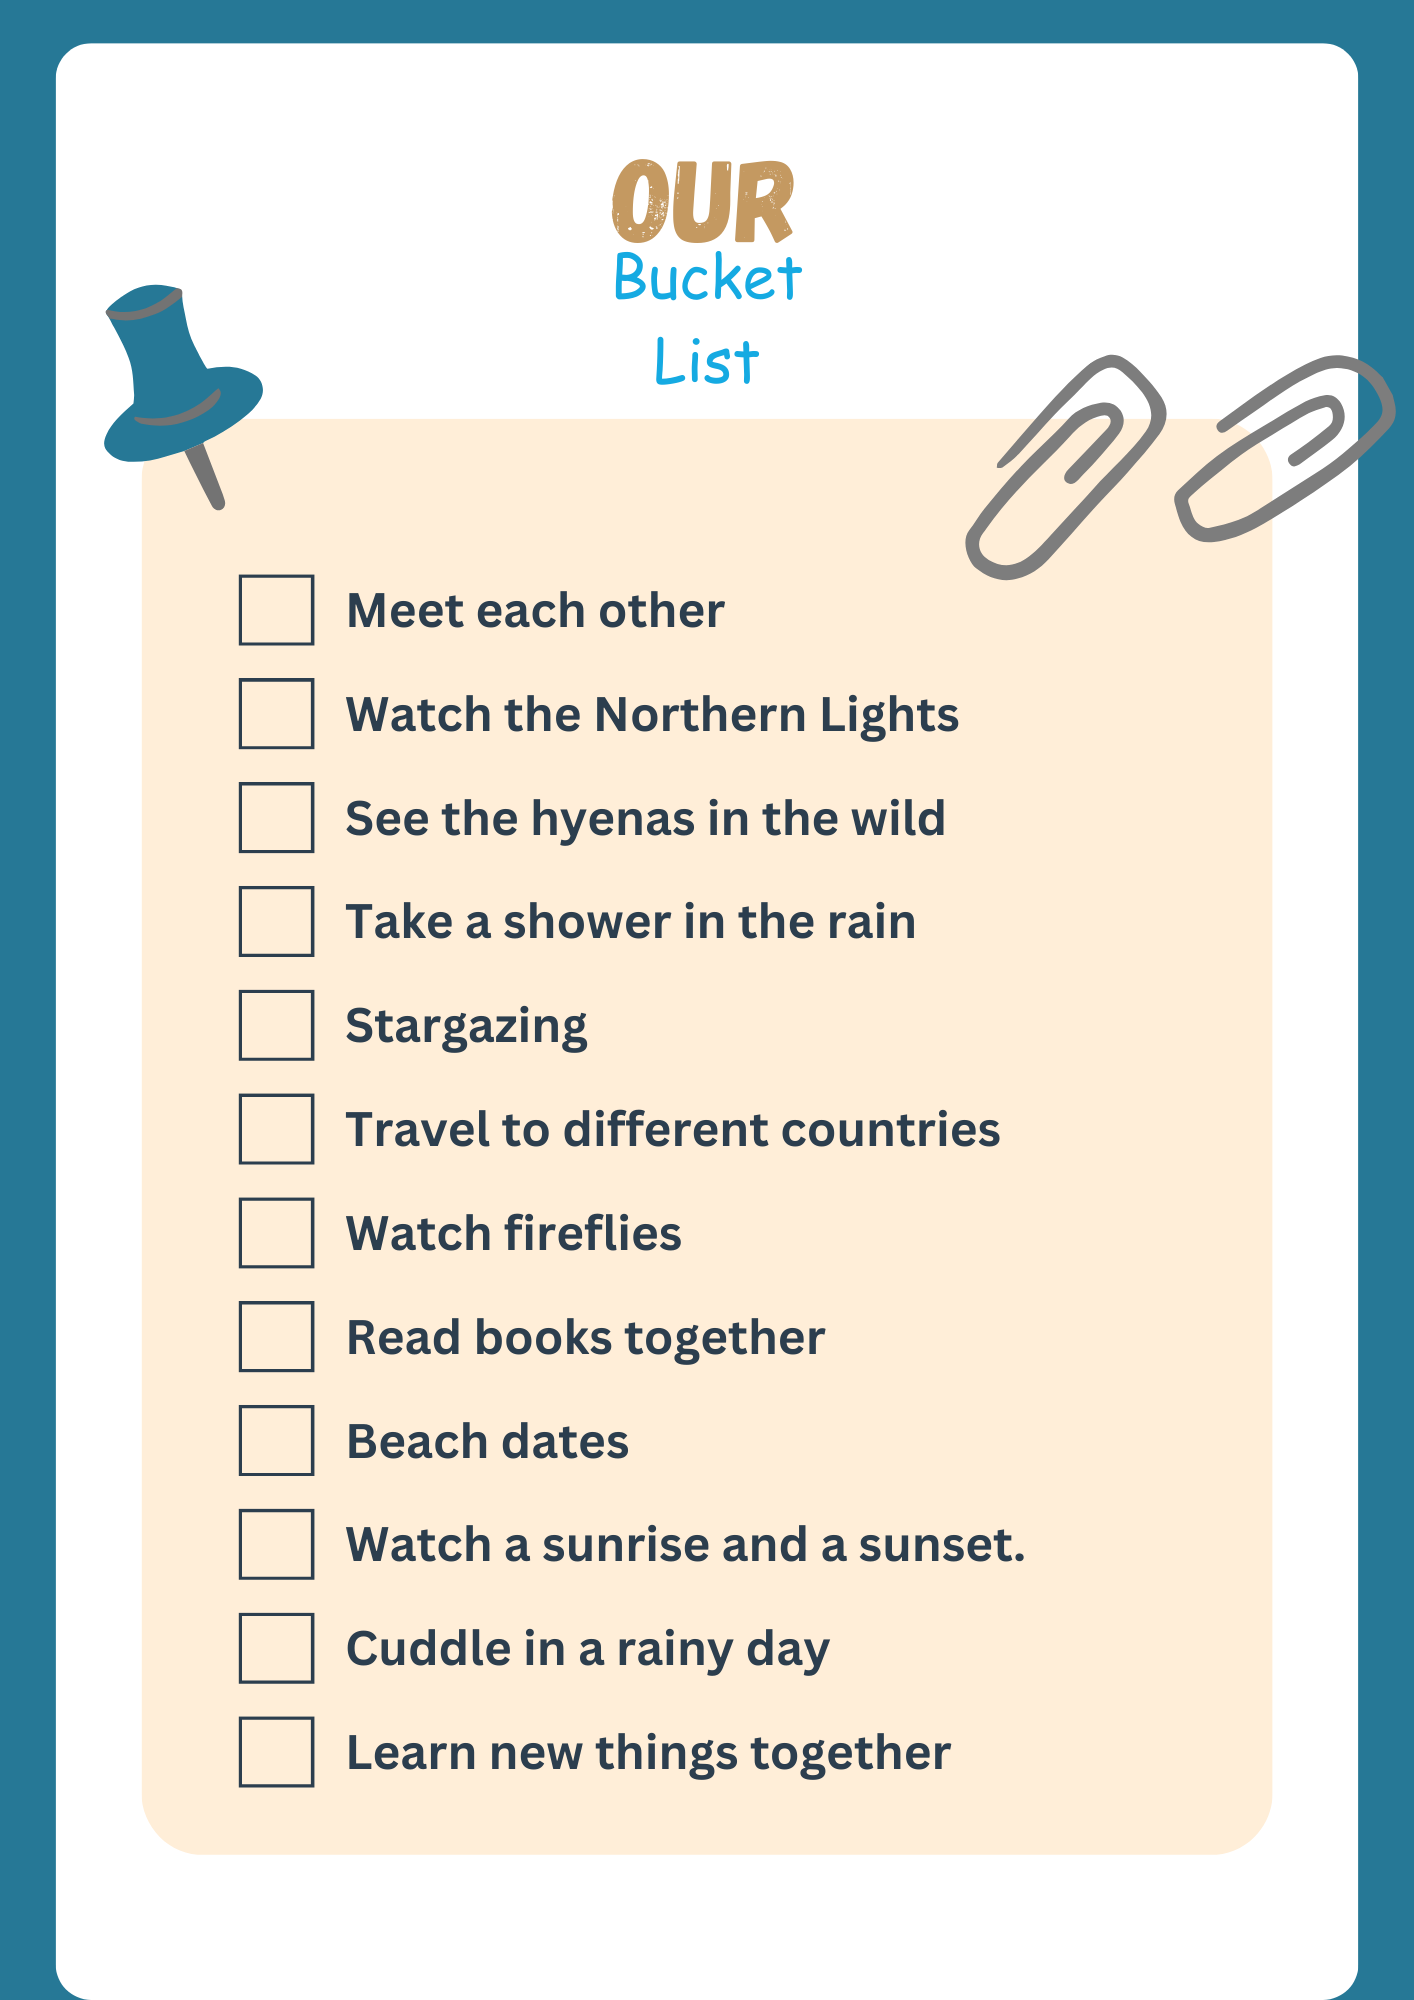 OUR
Bucket
List
Meet each other
Watch the Northern Lights
See the hyenas in the wild
Take a shower in the rain
Stargazing
Travel to different countries
Watch fireflies
Read books together
Beach dates
Watch a sunrise and a sunset.
Cuddle in a rainy day
Learn new things together